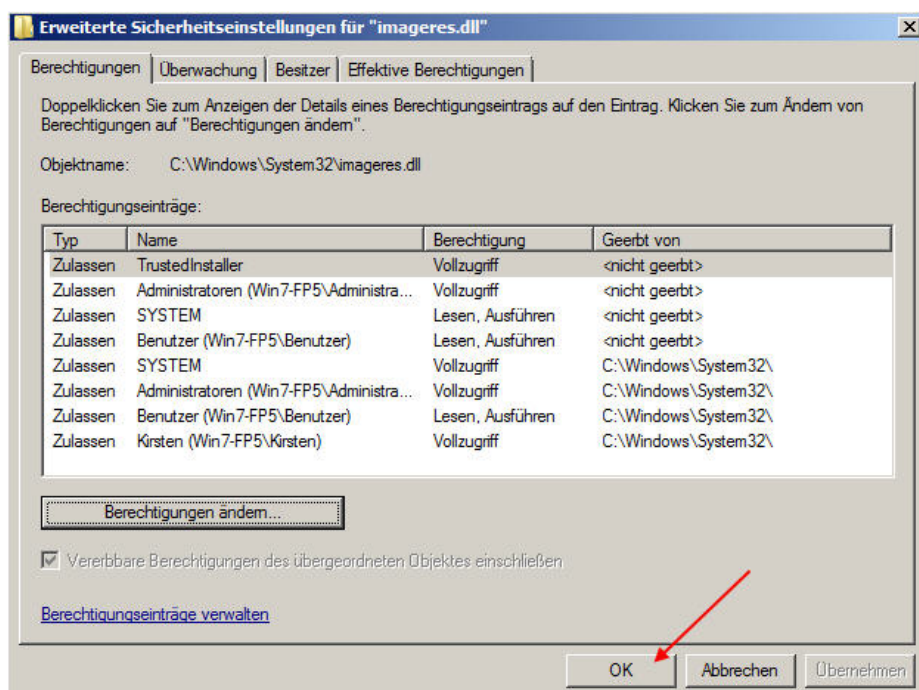 Erweiterte Sicherheitseinstellungen für "imageres.dll"
Berechtigungen Überwachung Besitzer Effektive Berechtigungen
Doppelklicken Sie zum Anzeigen der Details eines Berechtigungseintrags auf den Eintrag. Klicken Sie zum Ändern von
Berechtigungen auf "Berechtigungen ändern".
Objektname: C:\Windows\System32\imageres.dll
Berechtigungseinträge:
Typ Name Berechtigung Geerbt von
Zulassen TrustedInstaller Vollzugriff <nicht geerbt>
Zulassen Administratoren (Win7-FP5\Administra... Vollzugriff <nicht geerbt>
Zulassen SYSTEM Lesen, Ausführen <nicht geerbt>
Zulassen Benutzer (Win7-FP5\Benutzer) Lesen, Ausführen <nicht geerbt>
Zulassen SYSTEM Vollzugriff C:\Windows\System32\
Zulassen Administratoren (Win7-FP5\Administra... Vollzugriff C:\Windows\System32\
Zulassen Benutzer (Win7-FP5\Benutzer) Lesen, Ausführen C:\Windows\System32\
Zulassen Kirsten (Win7-FP5\Kirsten) Vollzugriff C:\Windows\System32\
Berechtigungen ändern...
Vererbbare Berechtigungen des übergeordneten Objektes einschließen
Berechtigungseinträge verwalten
OK Abbrechen Übernehmen